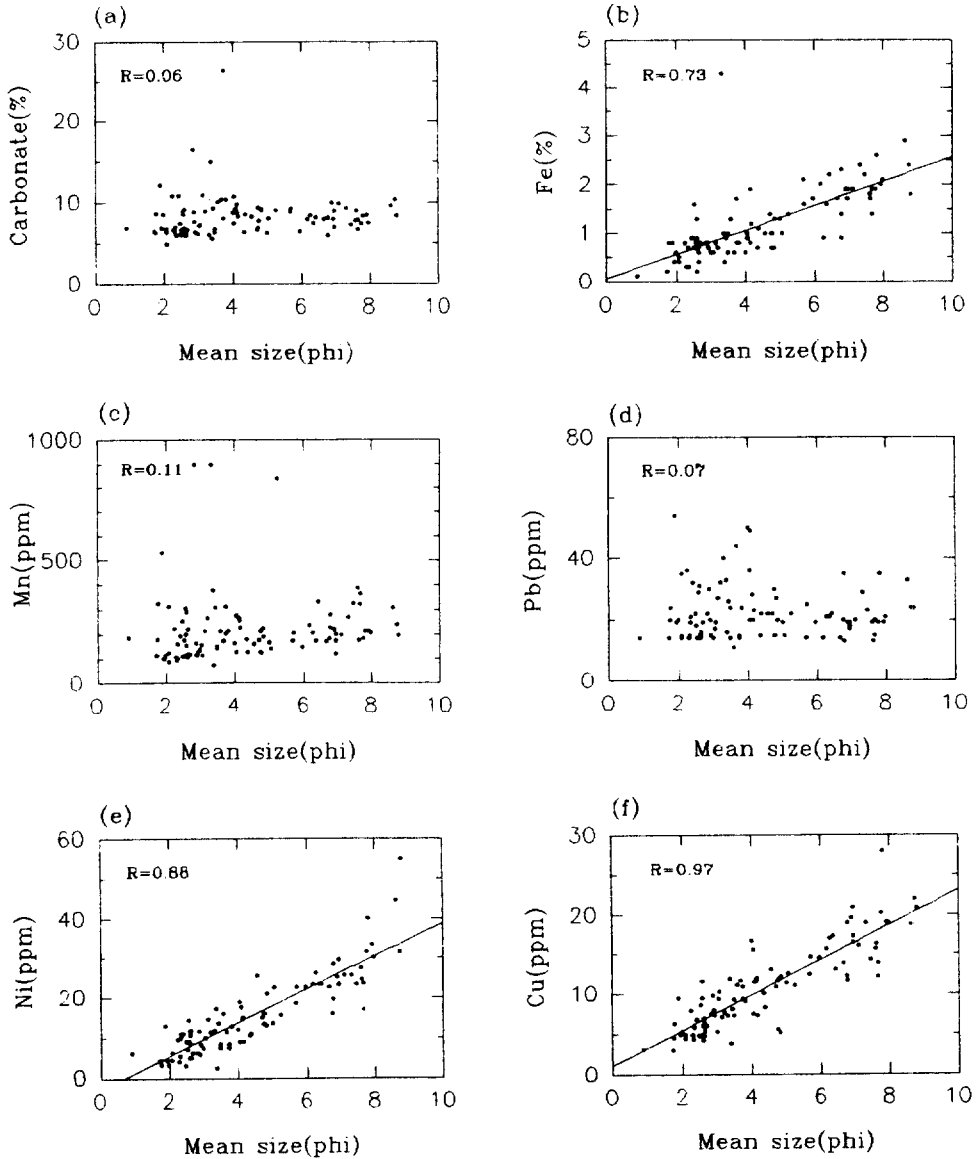 (a)
30
20
10
0
Carbonate(%)
R=0.06
0 2 4 6 8 10
Mean size(phi)
(b)
5
4
3
2
1
0
Fe(%)
R=0.73
0 2 4 6 8 10
Mean size(phi)
(c)
1000
500
0
Mn(ppm)
R=0.11
0 2 4 6 8 10
Mean size(phi)
(d)
80
40
0
Pb(ppm)
R=0.07
0 2 4 6 8 10
Mean size(phi)
(e)
60
40
20
0
Ni(ppm)
R=0.88
0 2 4 6 8 10
Mean size(phi)
(f)
30
20
10
0
Cu(ppm)
R=0.97
0 2 4 6 8 10
Mean size(phi)